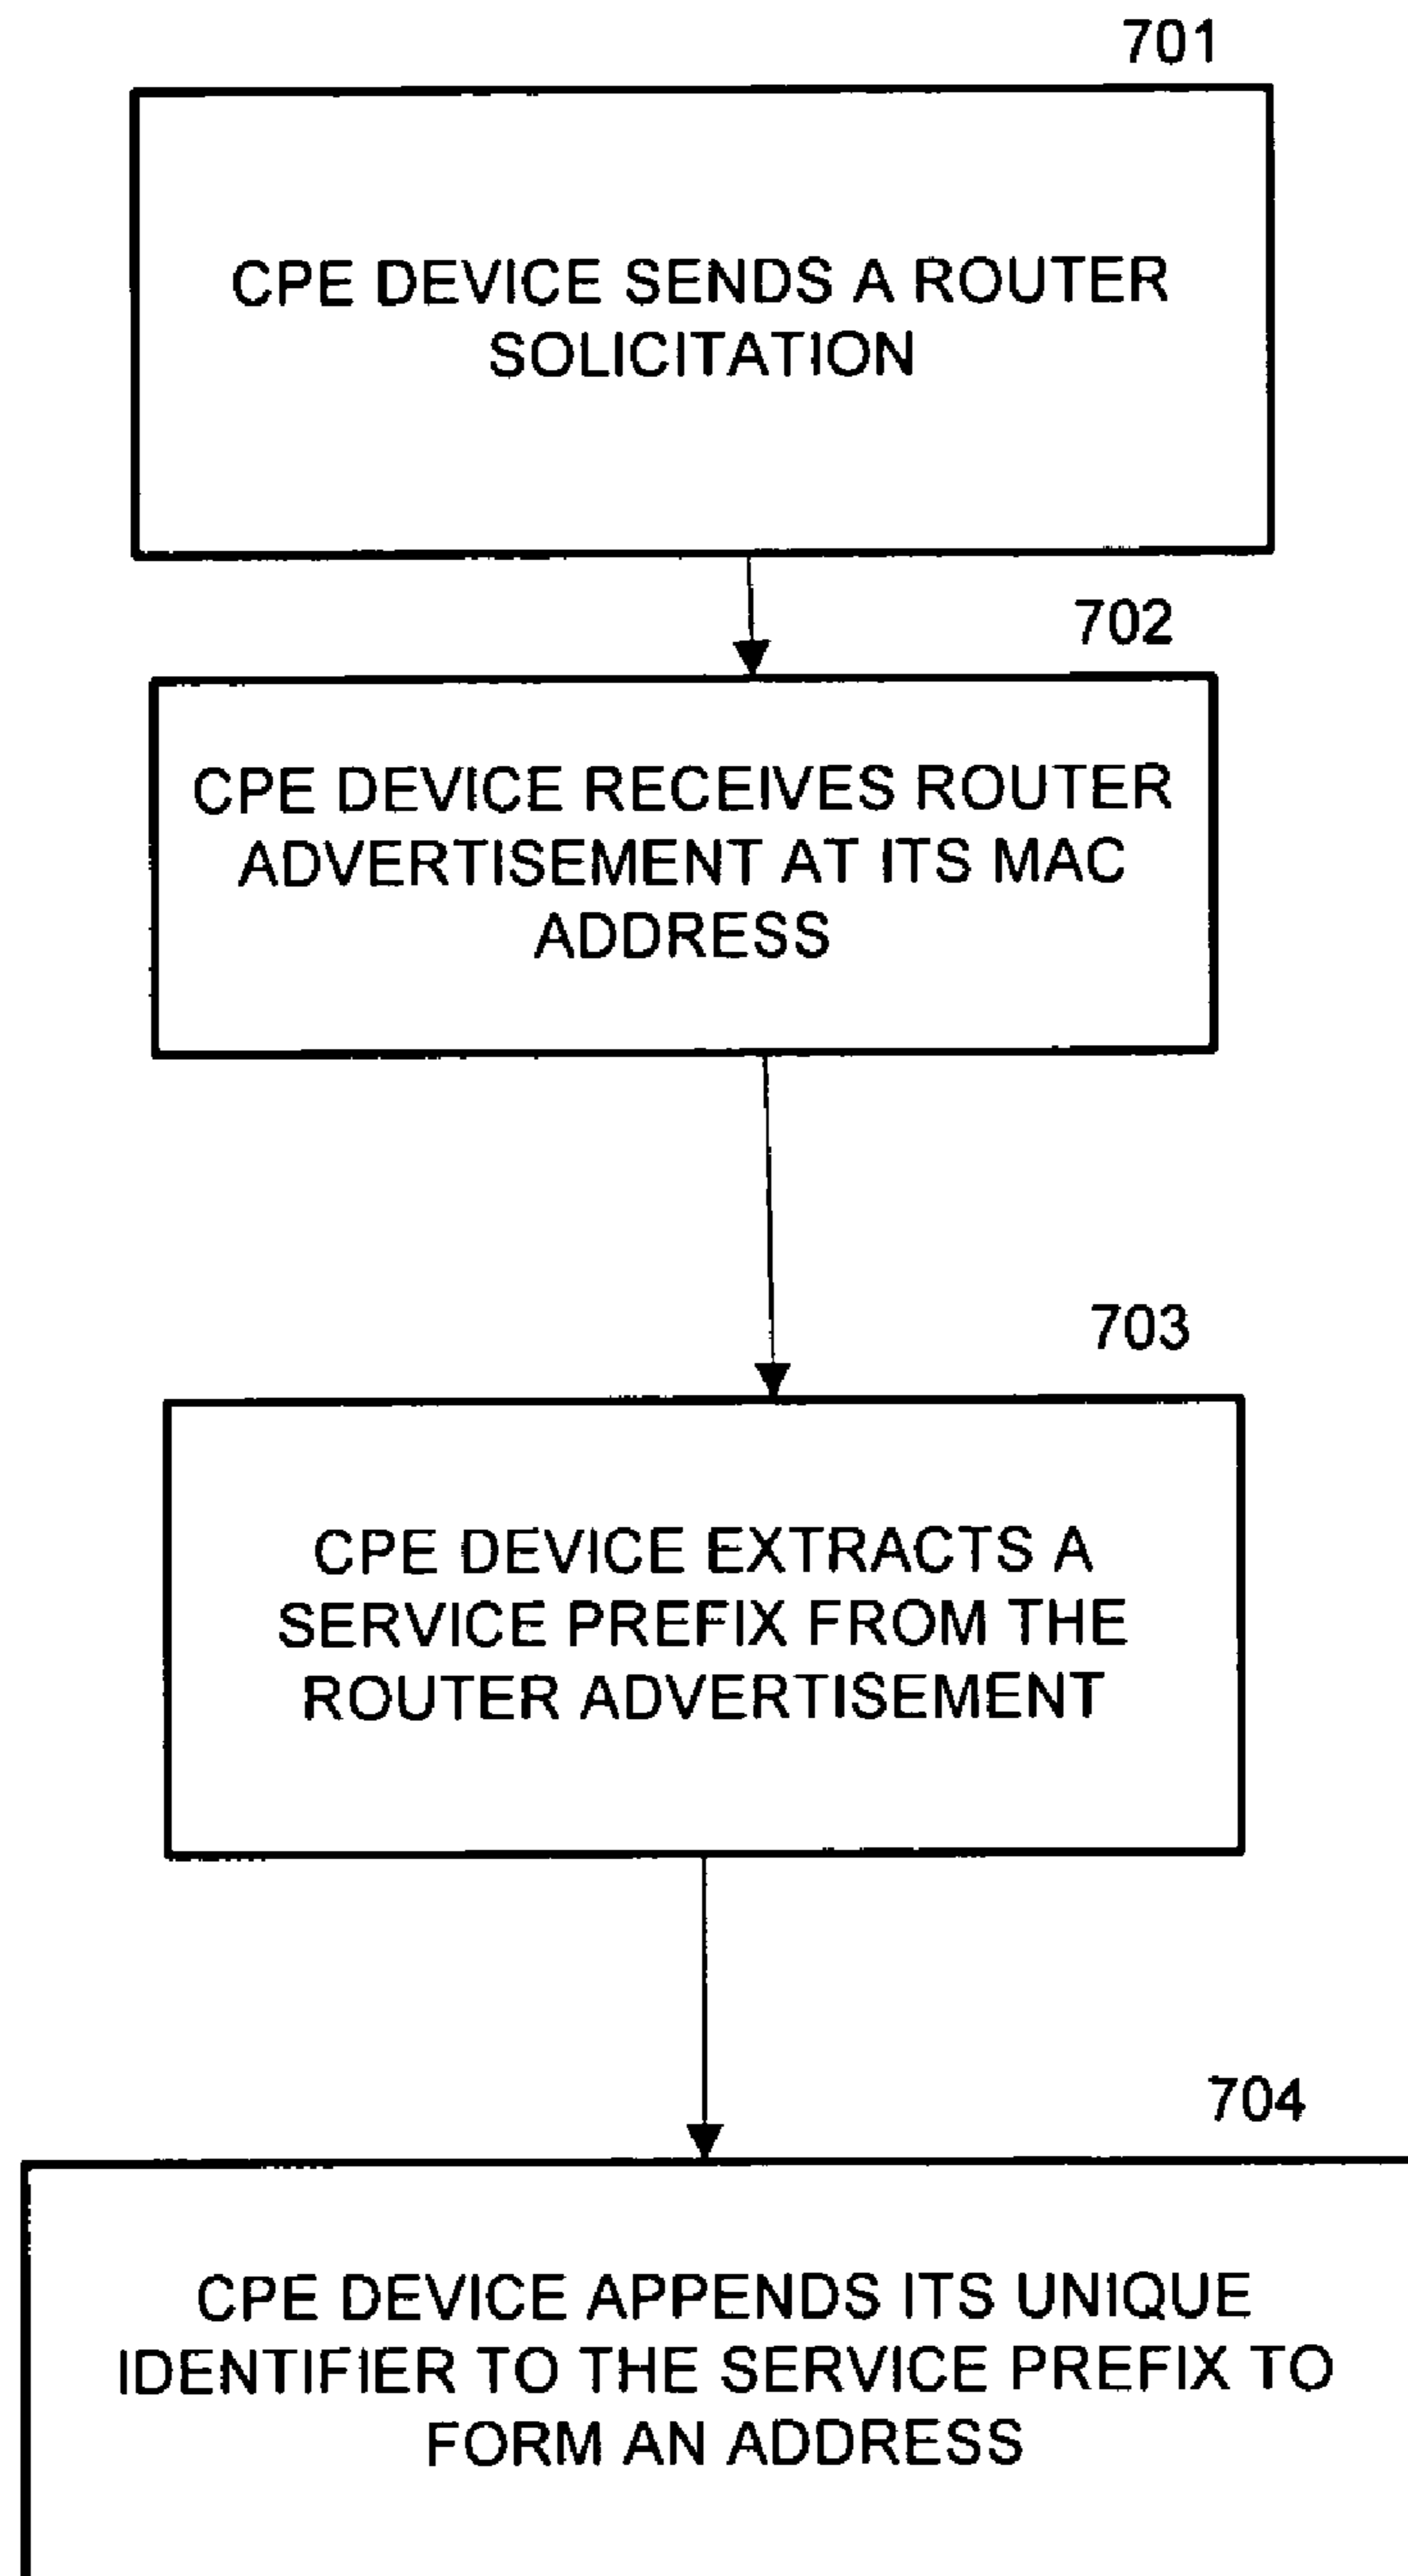 701
CPE DEVICE SENDS A ROUTER
SOLICITATION
702
CPE DEVICE RECEIVES ROUTER
ADVERTISEMENT AT ITS MAC
ADDRESS
703
CPE DEVICE EXTRACTS A
SERVICE PREFIX FROM THE
ROUTER ADVERTISEMENT
704
CPE DEVICE APPENDS ITS UNIQUE
IDENTIFIER TO THE SERVICE PREFIX TO
FORM AN ADDRESS